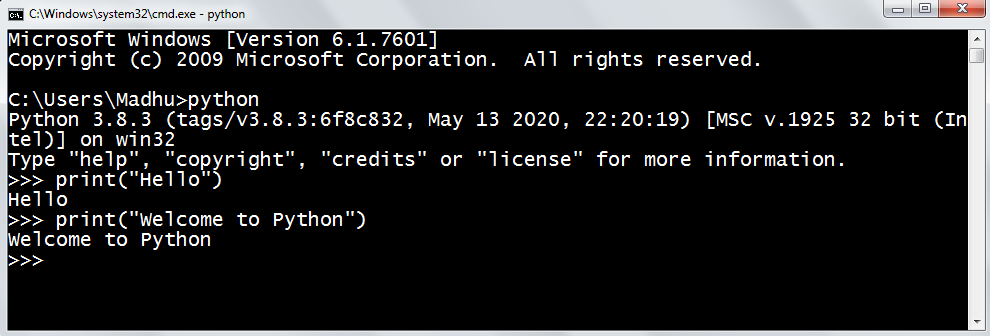 C:\Windows\system32\cmd.exe - python
Microsoft Windows [Version 6.1.7601]
Copyright (c) 2009 Microsoft Corporation.  All rights reserved.
C:\Users\Madhu>python
Python 3.8.3 (tags/v3.8.3:6f8c832, May 13 2020, 22:20:19) [MSC v.1925 32 bit (In
tel)] on win32
Type "help", "copyright", "credits" or "license" for more information.
>>> print("Hello")
Hello
>>> print("Welcome to Python")
Welcome to Python
>>>